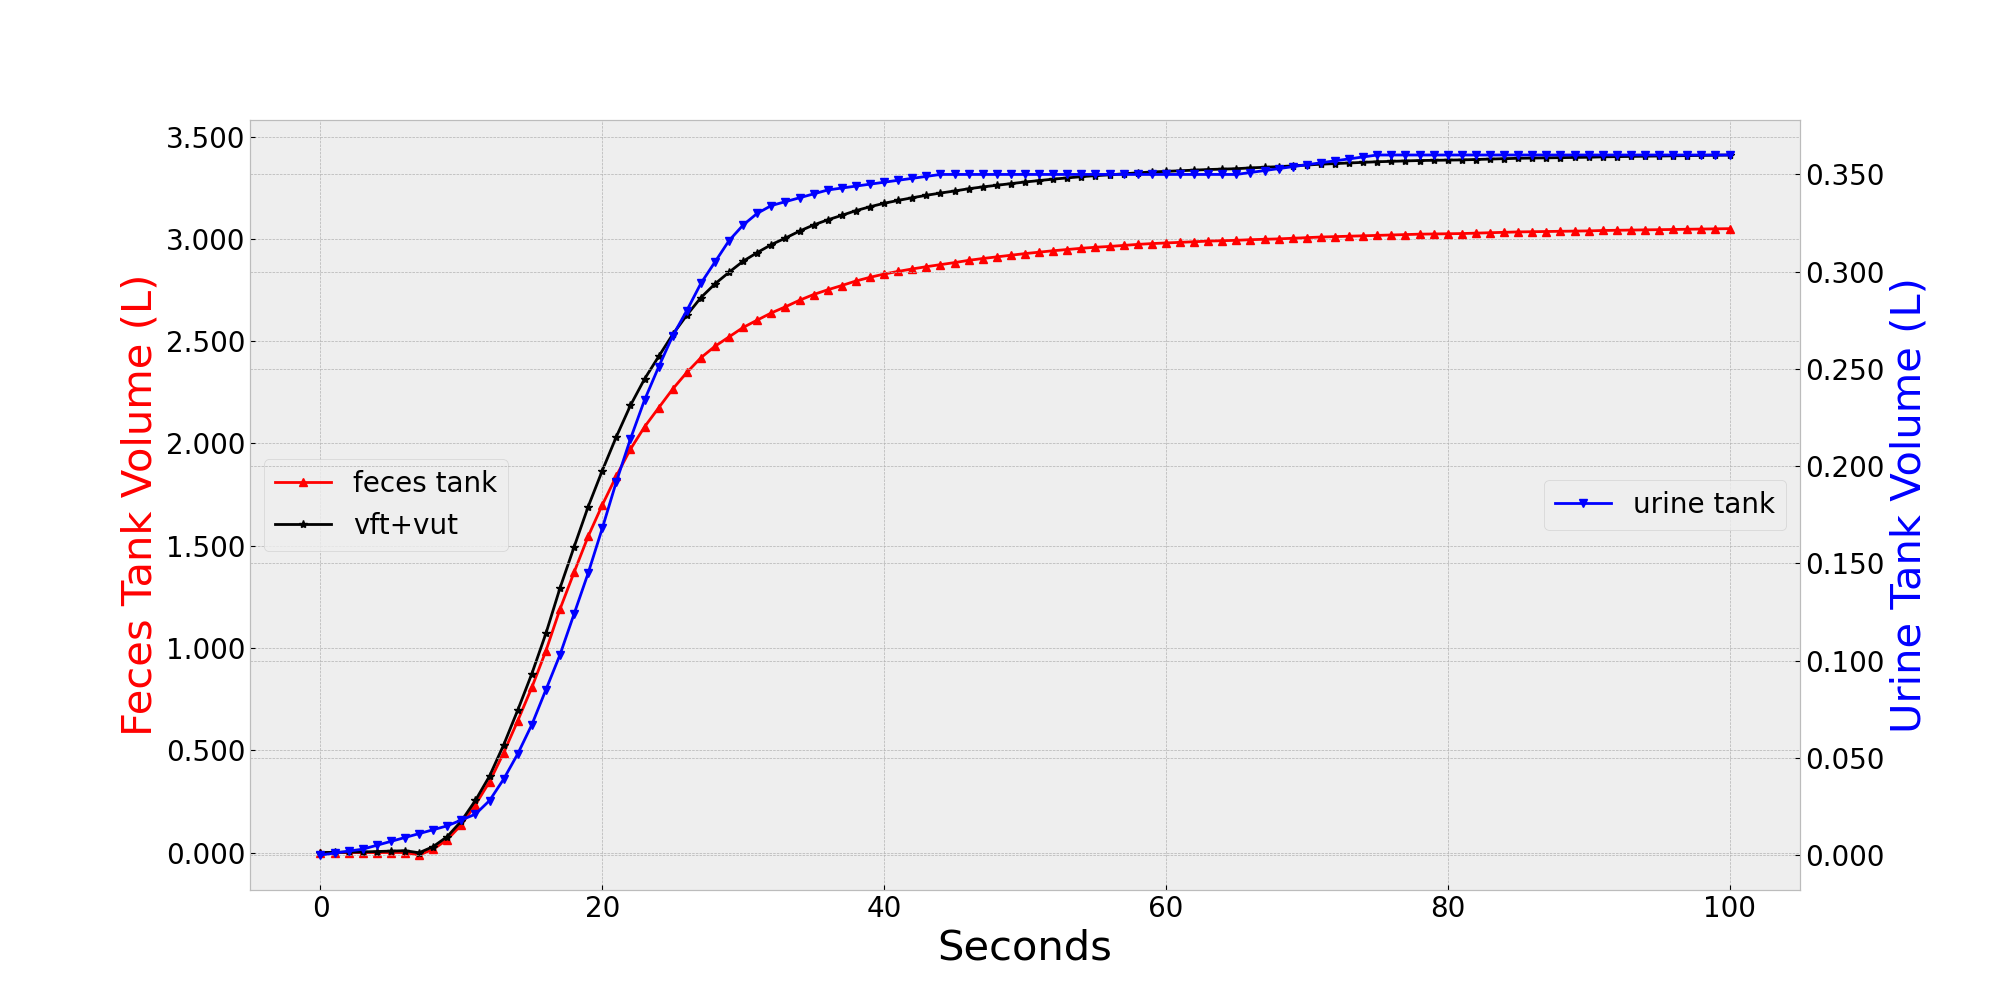 3.500
3.000
2.500
2.000
1.500
1.000
0.500
0.000
Feces Tank Volume (L)
feces tank
vft+vut
urine tank
0.350
0.300
0.250
0.200
0.150
0.100
0.050
0.000
Urine Tank Volume (L)
0 20 40 60 80 100
Seconds